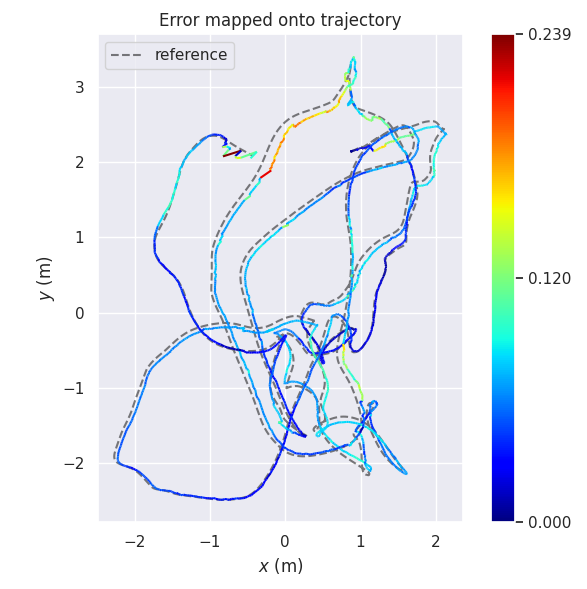 Error mapped onto trajectory
reference
0.239
0.120
0.000
3
2
1
0
−1
−2
y (m)
−2 −1 0 1 2
x (m)